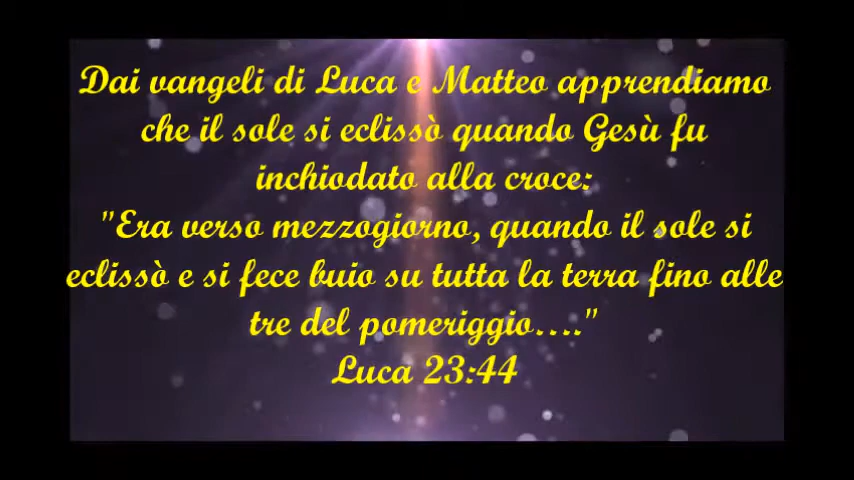 Dai vangeli di Luca e Matteo apprendiamo
che il sole si eclissò quando Gesù fu
inchiodato alla croce:
"Era verso mezzogiorno, quando il sole si
eclissò e si fece buio su tutta la terra fino alle
tre del pomeriggio...."
Luca 23:44